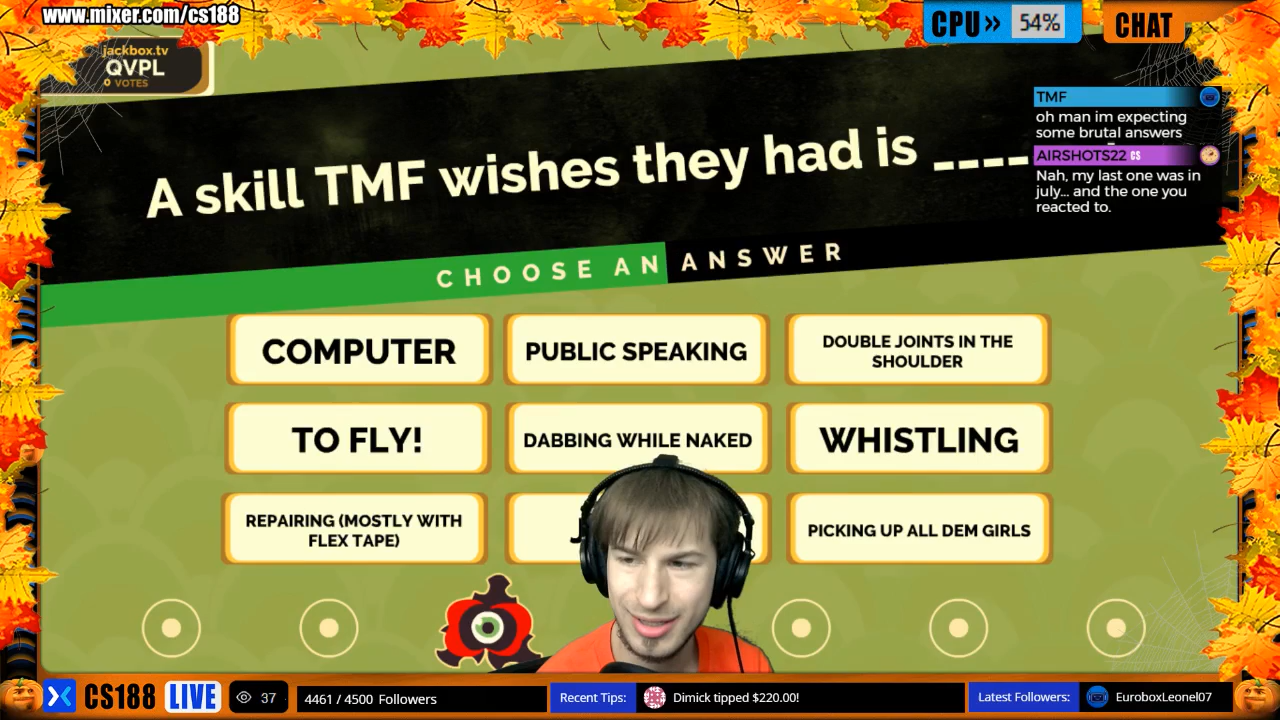 www.mixer.com/cs188
CPU»
54%
CHAT
jackbox.tv
QVPL
0 VOTES
A skill TMF wishes they had is ____
TMF
oh man im expecting
some brutal answers
AIRSHOTS22 CS
Nah, my last one was in
july... and the one you
reacted to.
CHOOSE AN ANSWER
COMPUTER
PUBLIC SPEAKING
DOUBLE JOINTS IN THE
SHOULDER
TO FLY!
DABBING WHILE NAKED
WHISTLING
REPAIRING (MOSTLY WITH
FLEX TAPE)
PICKING UP ALL DEM GIRLS
CS188 LIVE
37
4461 / 4500 Followers
Recent Tips:
Dimick tipped $220.00!
Latest Followers:
EuroboxLeonel07